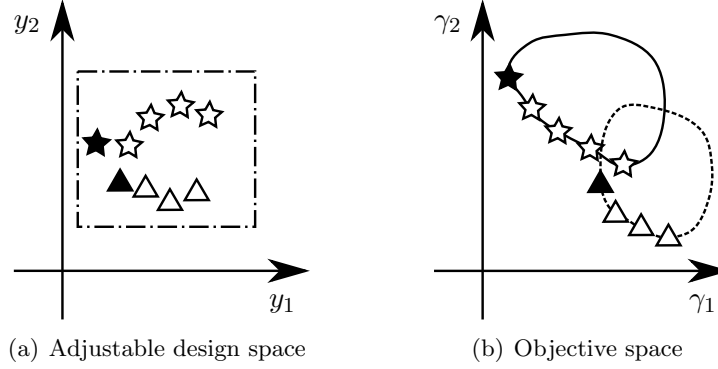 y₂
γ₂
y₁
γ₁
(a) Adjustable design space
(b) Objective space